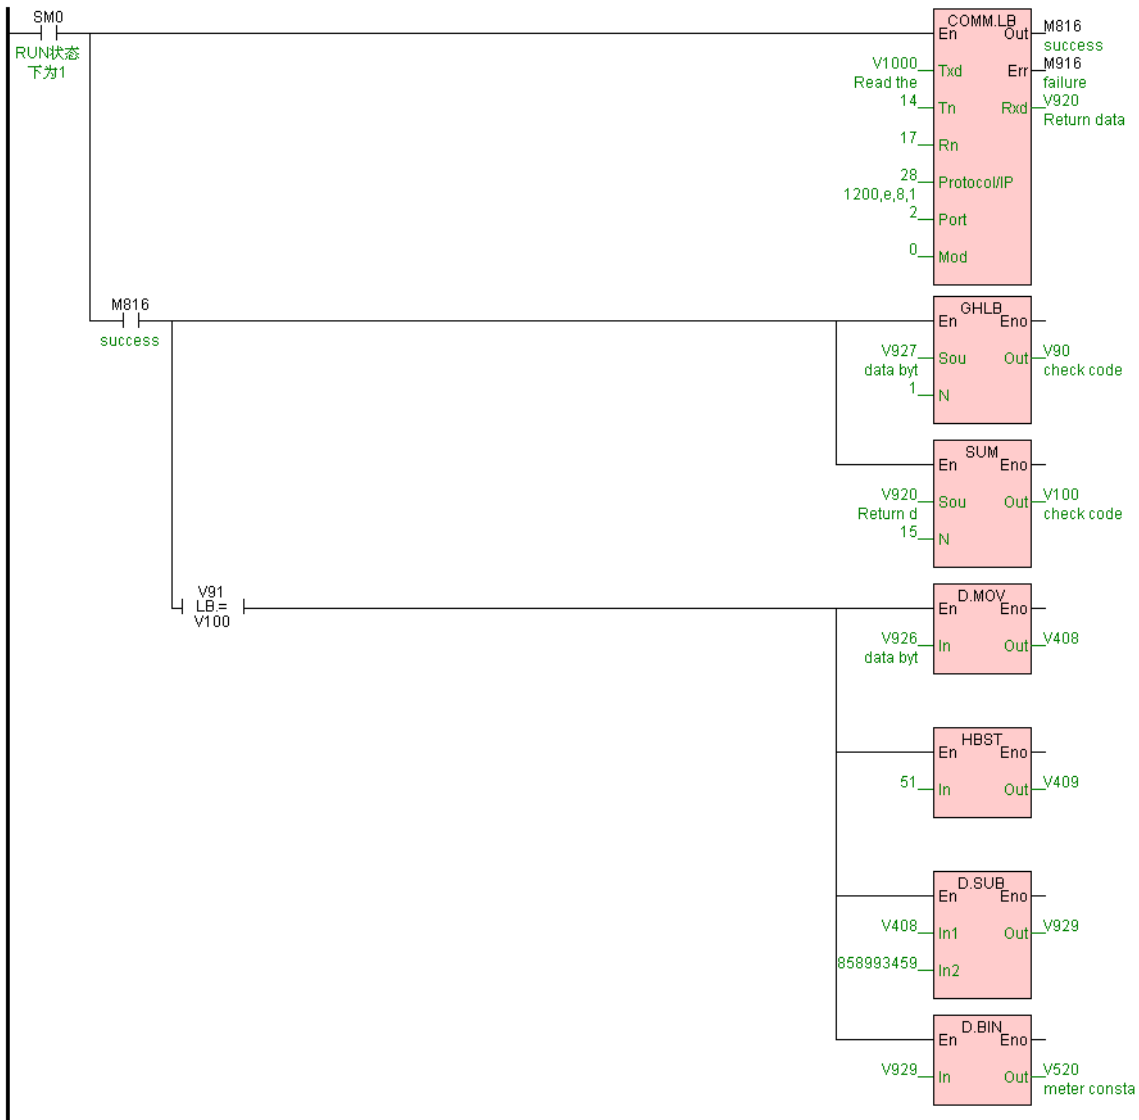 SM0
RUN状态
下为1
COMM.LB
En Out M816
success
V1000 Txd Err M916
Read the failure
14 Tn Rxd V920
Return data
17 Rn
28 Protocol/IP
1200,e,8,1
2 Port
0 Mod
M816
success
GHLB
En Eno
V927 Sou Out V90
data byt check code
1 N
SUM
En Eno
V920 Sou Out V100
Return d check code
15 N
V91
LB.=
V100
D.MOV
En Eno
V926 In Out V408
data byt
HBST
En Eno
51 In Out V409
D.SUB
En Eno
V408 In1 Out V929
858993459 In2
D.BIN
En Eno
V929 In Out V520
meter consta